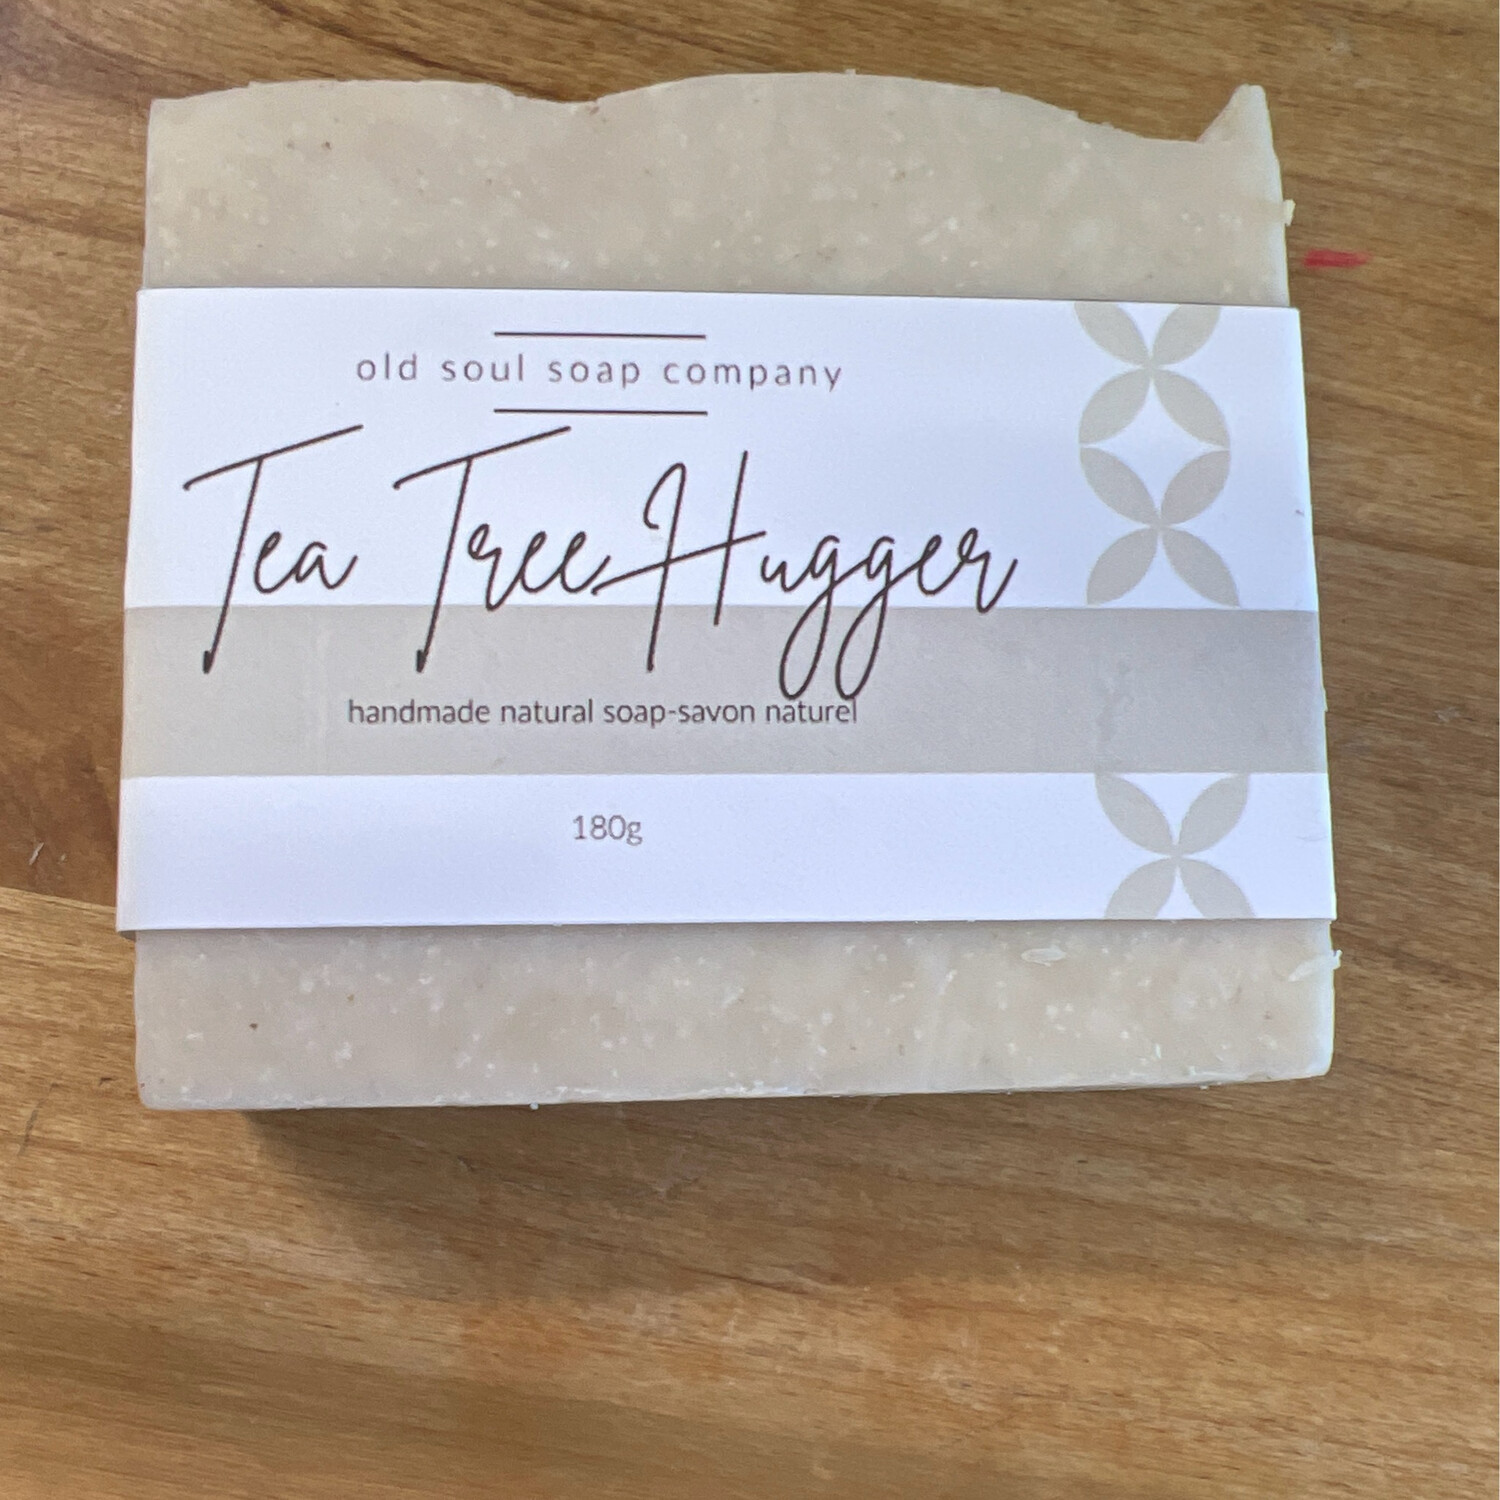 old soul soap company
Tea Tree Hugger
handmade natural soap-savon naturel
180g